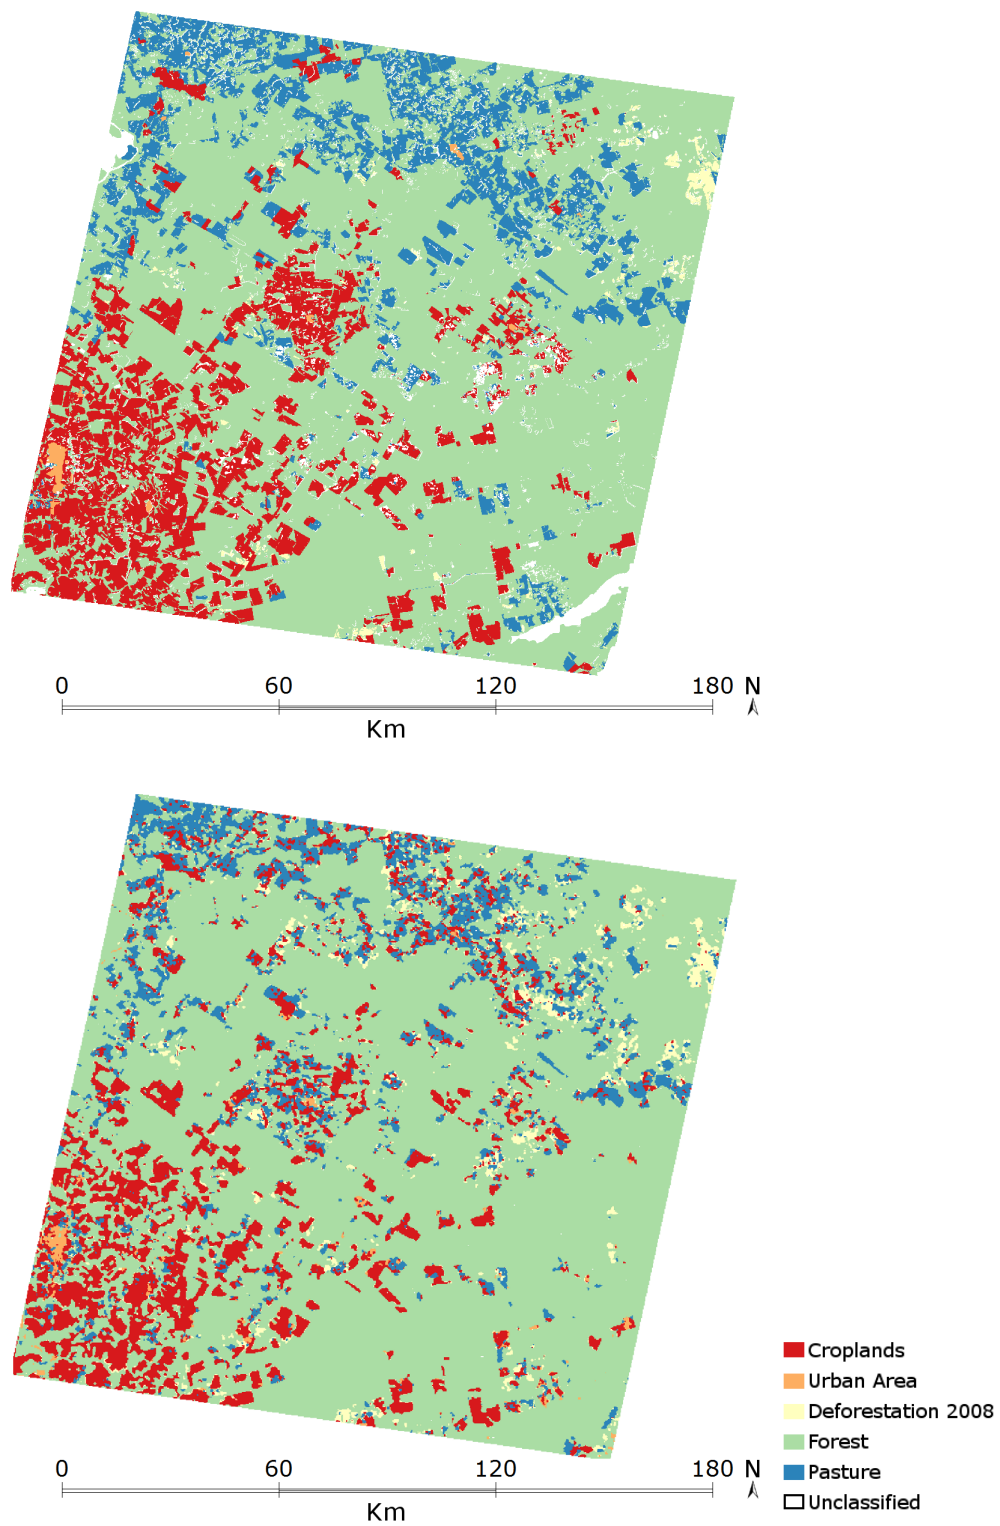 0 60 120 180 N
Km
0 60 120 180 N
Km
Croplands
Urban Area
Deforestation 2008
Forest
Pasture
Unclassified